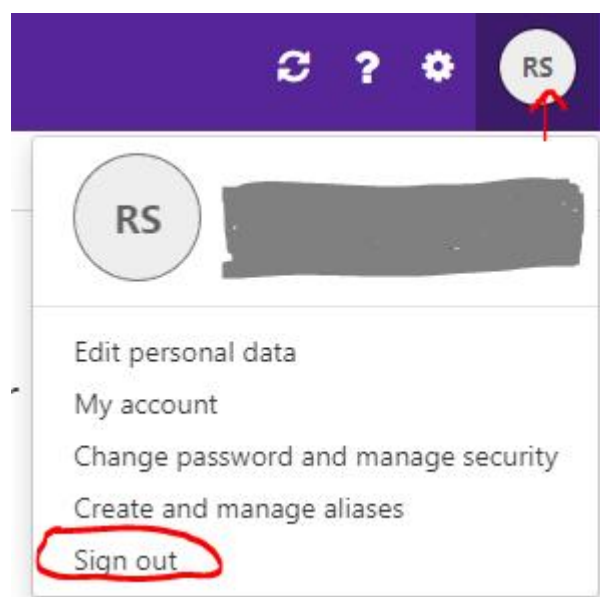 ? RS
RS
Edit personal data
My account
Change password and manage security
Create and manage aliases
Sign out